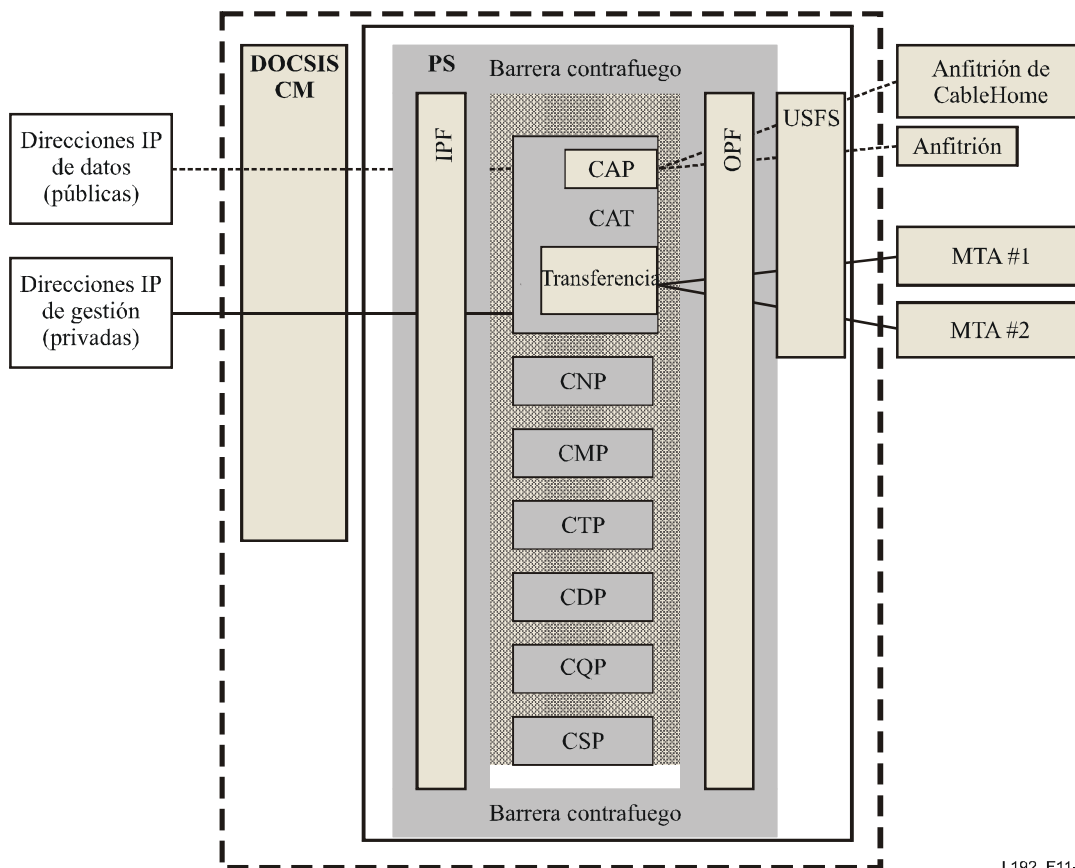 DOCSIS
CM
PS
Barrera contrafuego
IPF
OPF
USFS
Anfitrión de
CableHome
Anfitrión
Direcciones IP
de datos
(públicas)
CAP
CAT
Transferencia
Direcciones IP
de gestión
(privadas)
MTA #1
MTA #2
CNP
CMP
CTP
CDP
CQP
CSP
Barrera contrafuego